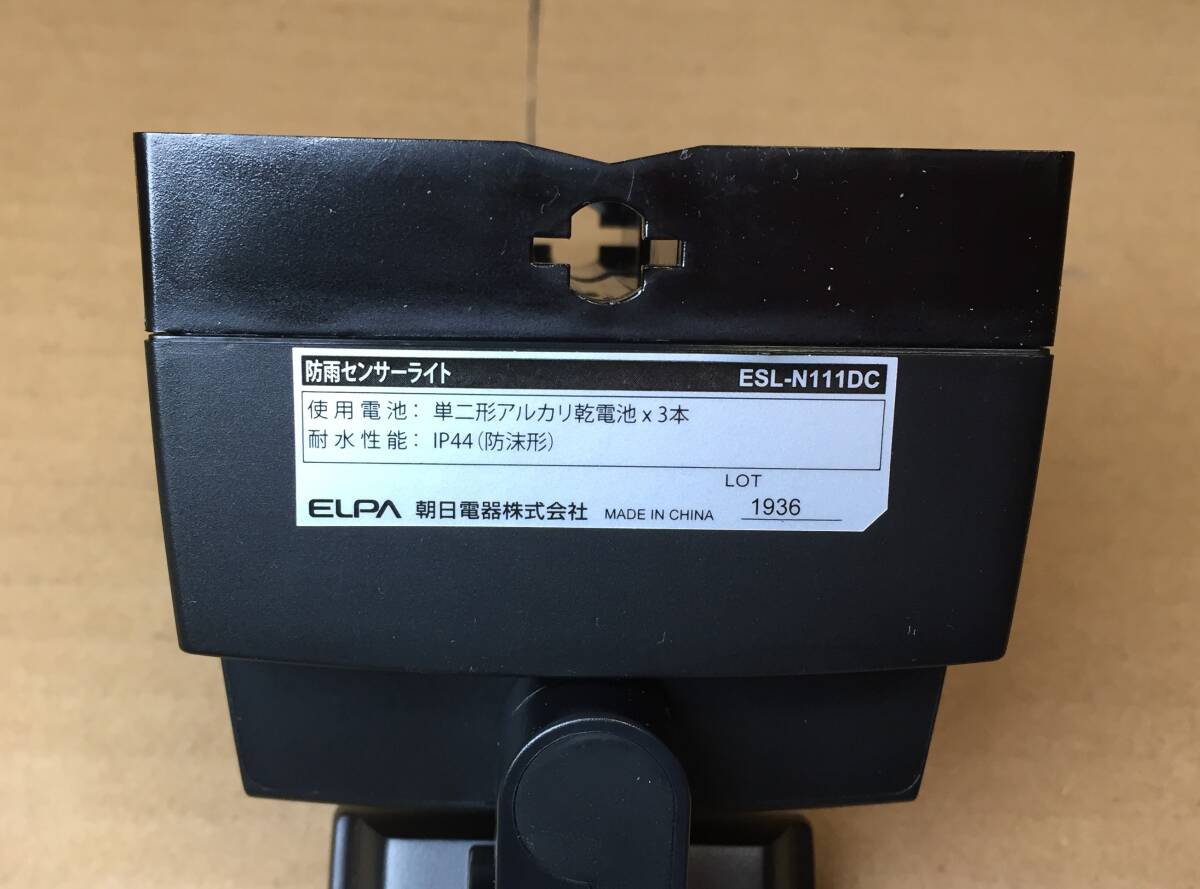 防雨センサーライト ESL-N111DC
使用電池: 単二形アルカリ乾電池 x 3本
耐水性能: IP44(防沫形)
LOT
ELPA 朝日電器株式会社 MADE IN CHINA 1936